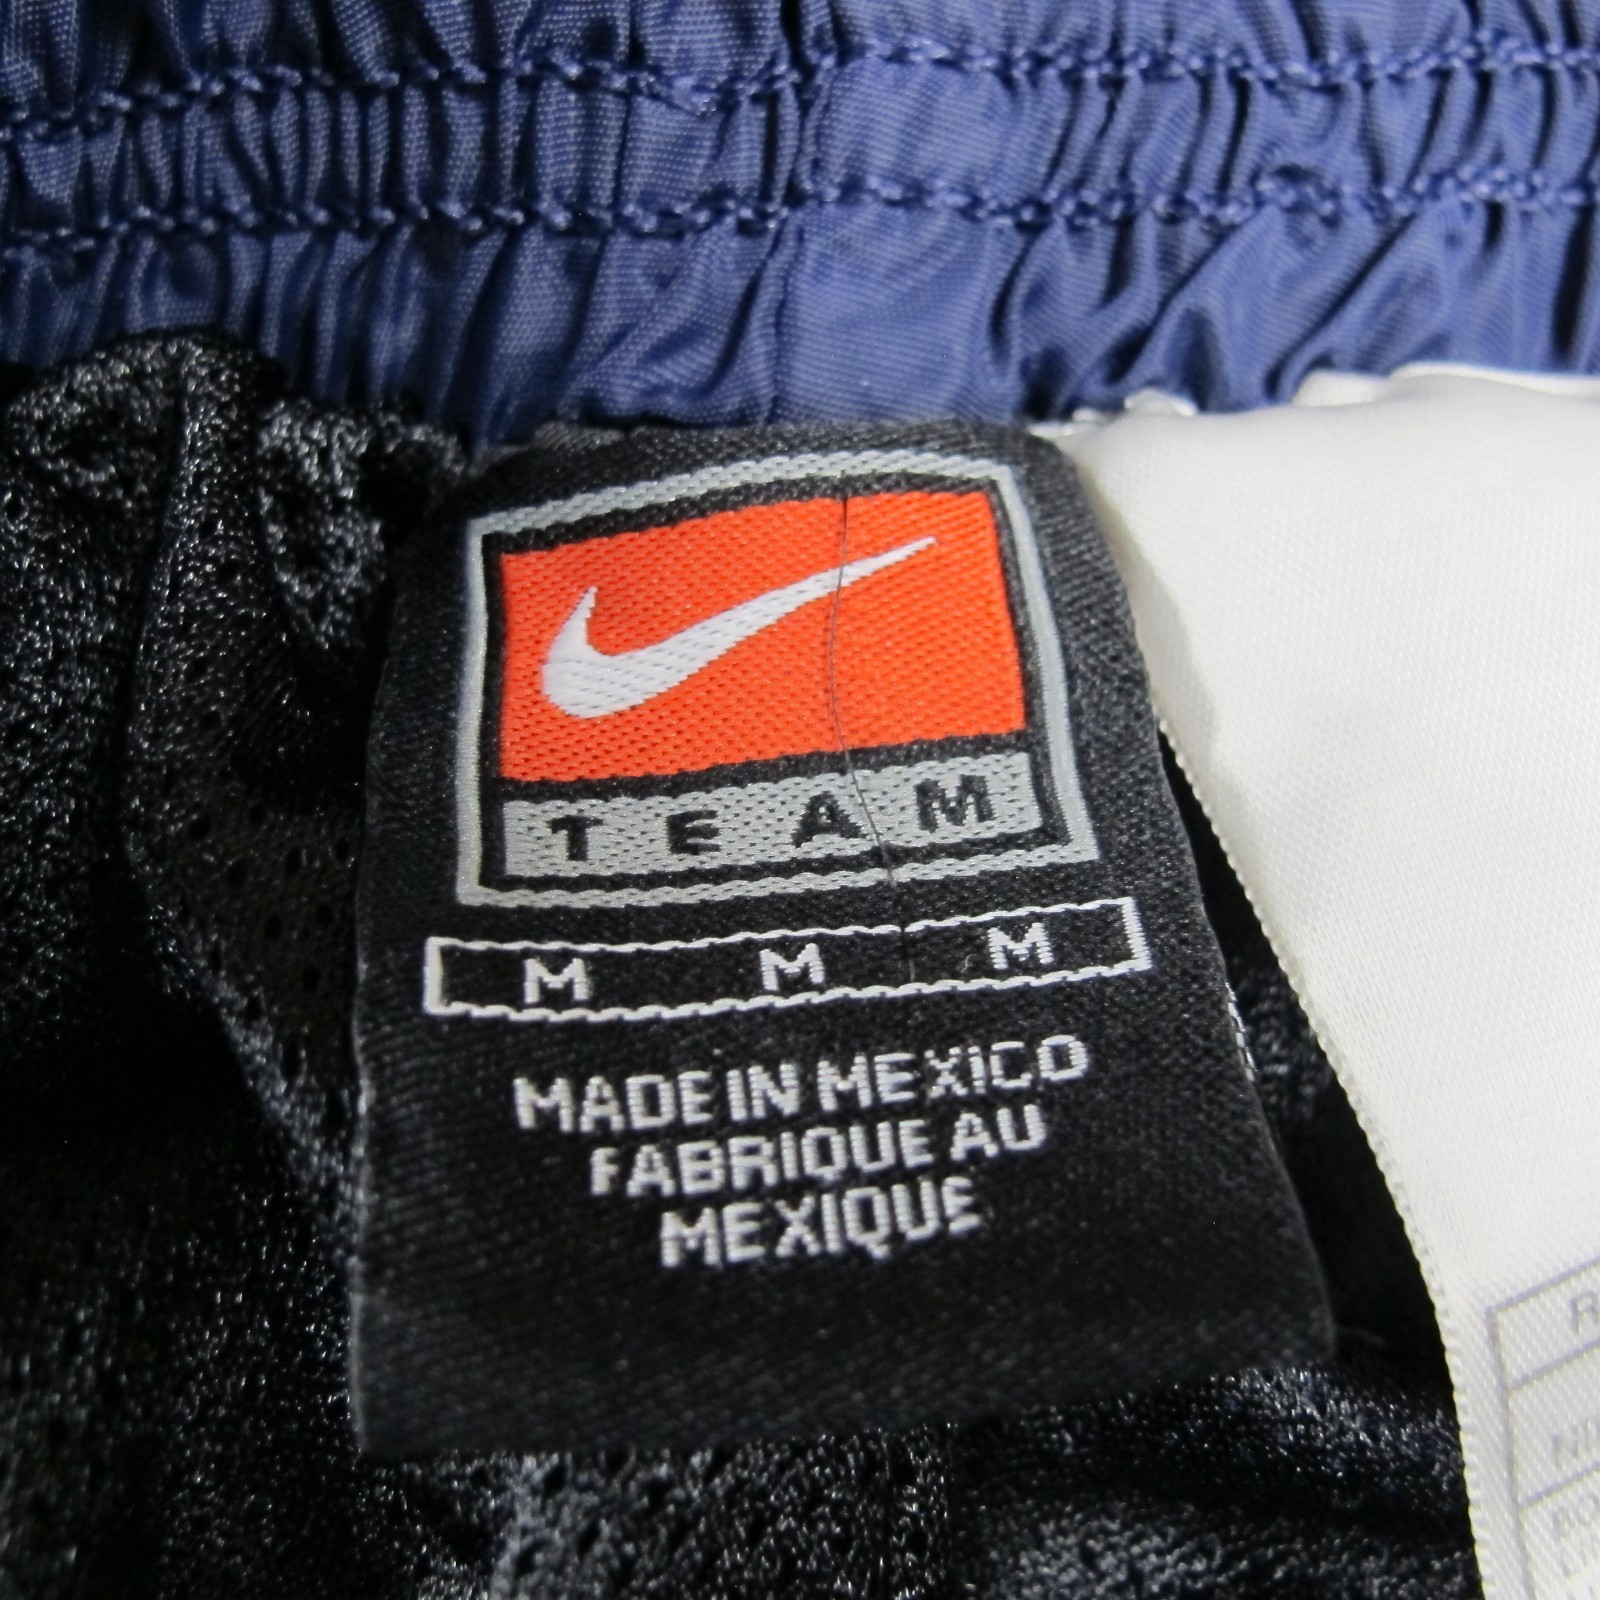 TEAM
M M M
MADE IN MEXICO
FABRIQUE AU
MEXIQUE